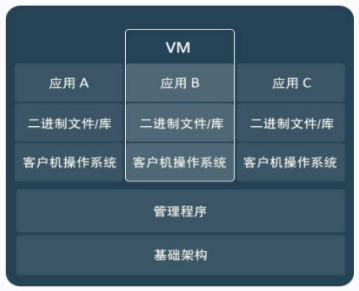 VM
应用 A 应用 B 应用 C
二进制文件/库 二进制文件/库 二进制文件/库
客户机操作系统 客户机操作系统 客户机操作系统
管理程序
基础架构